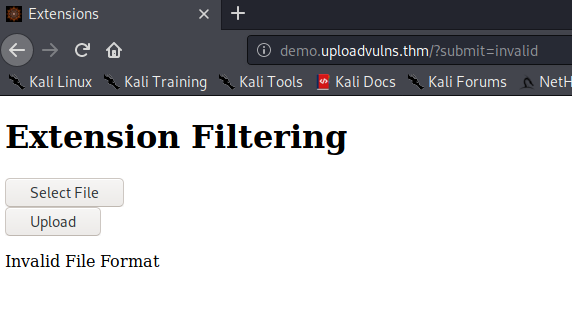 Extensions
demo.uploadvulns.thm/?submit=invalid
Kali Linux Kali Training Kali Tools Kali Docs Kali Forums NetH
Extension Filtering
Select File
Upload
Invalid File Format